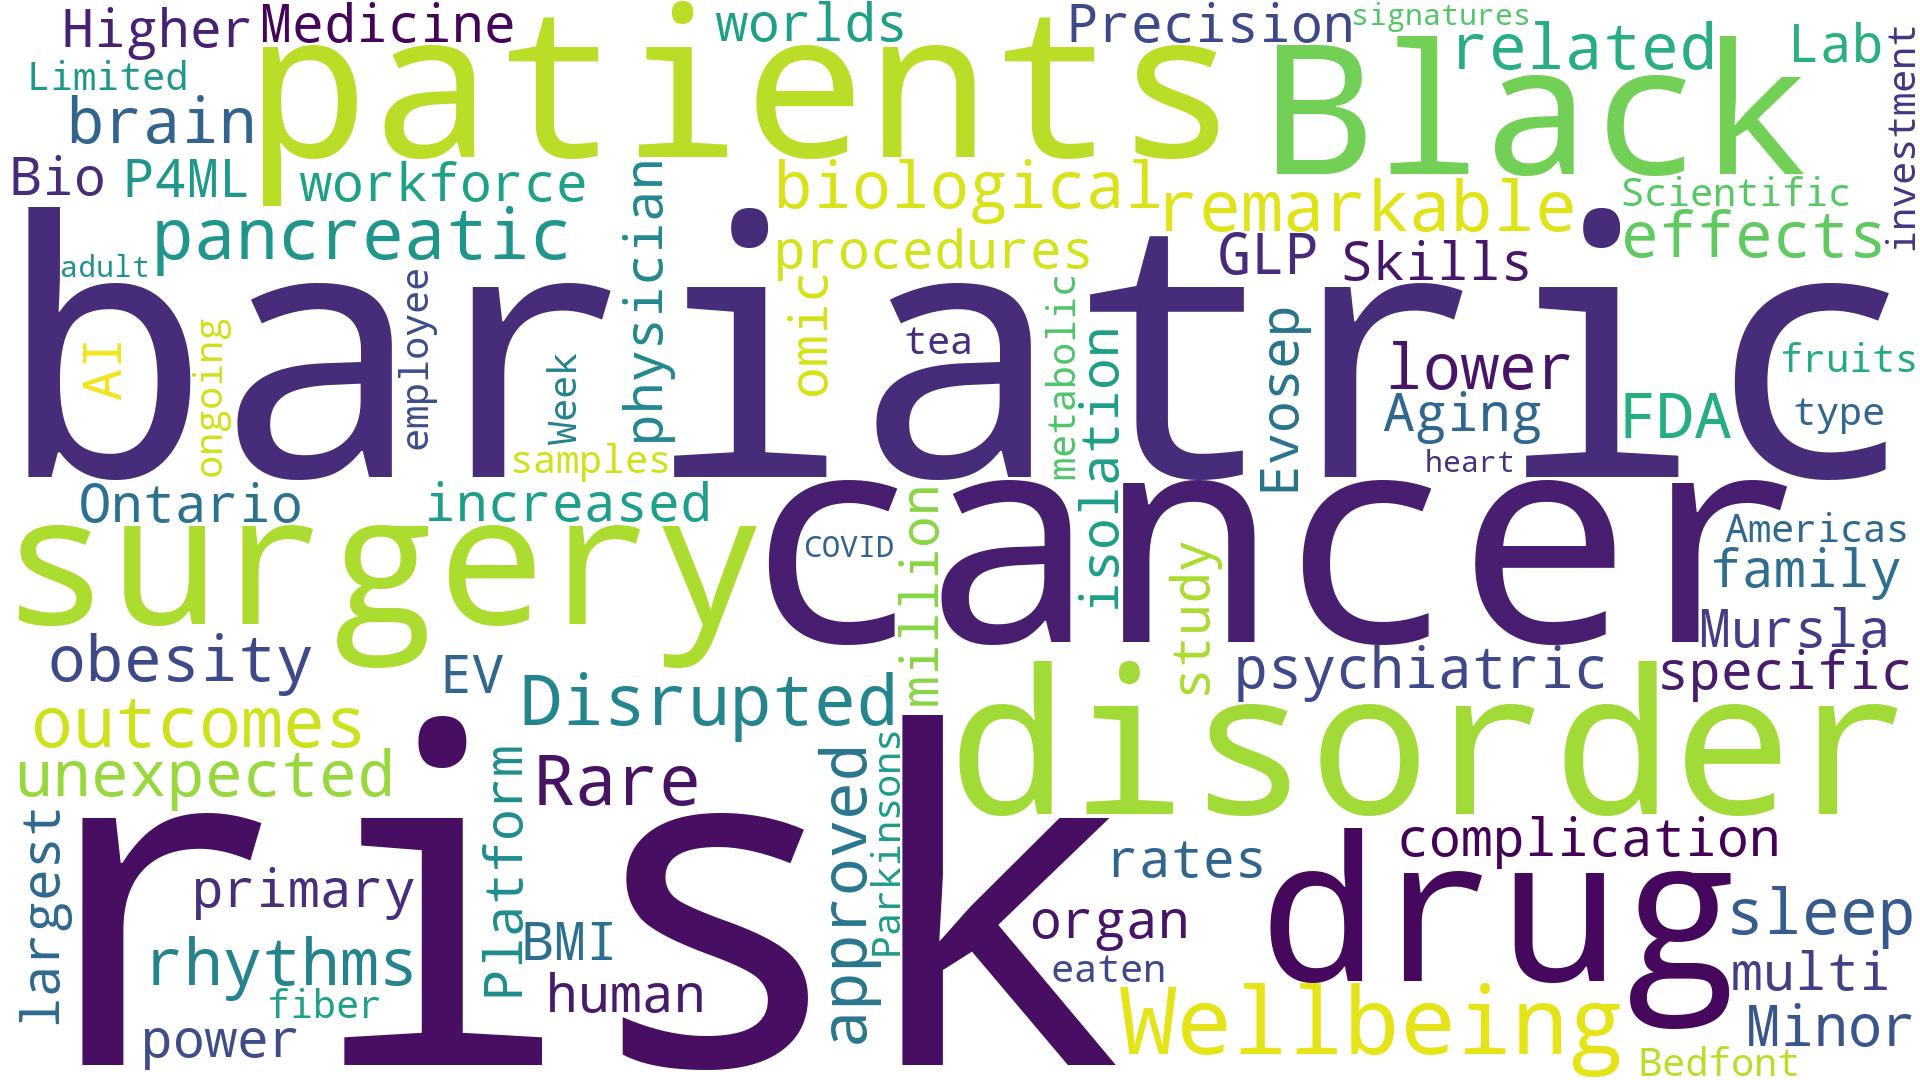 Higher
Medicine
patients
worlds
Precision
signatures
Black
related
Lab
investment
Limited
brain
Bio
P4ML
workforce
physician
biological
remarkable
Scientific
effects
pancreatic
procedures
GLP
Skills
bariatric
adult
AI
ongoing
employee
Week
samples
omic
tea
metabolic
isolation
Evosep
lower
Aging
heart
FDA
fruits
type
Ontario
increased
surgery
cancer
COVID
million
study
Americas
family
Mursla
obesity
EV
Disrupted
psychiatric
specific
outcomes
unexpected
disorder
risk
Rare
Platform
approved
Parkinsons
largest
primary
rhythms
fiber
power
BMI
human
rates
organ
eaten
drug
complication
sleep
multi
Wellbeing
Minor
Bedfont